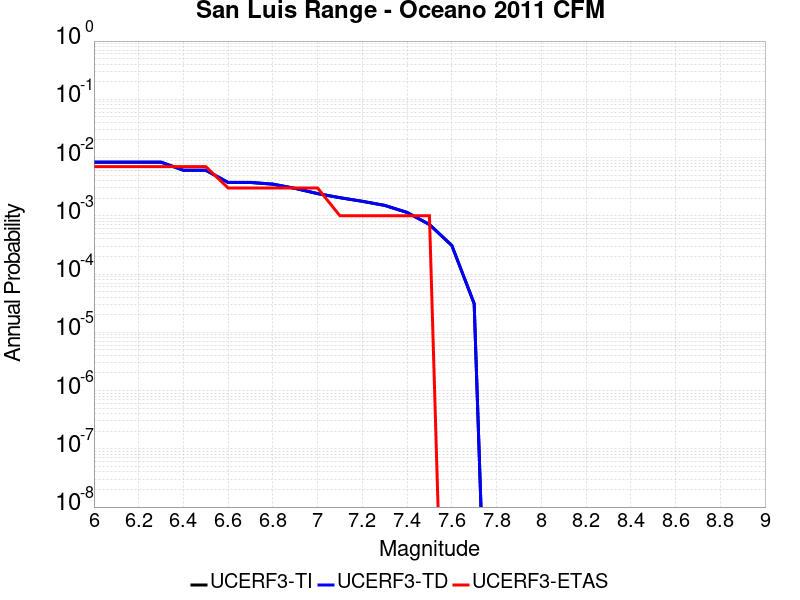 San Luis Range - Oceano 2011 CFM
10^0
10^-1
10^-2
10^-3
10^-4
10^-5
10^-6
10^-7
10^-8
Annual Probability
6 6.2 6.4 6.6 6.8 7 7.2 7.4 7.6 7.8 8 8.2 8.4 8.6 8.8 9
Magnitude
UCERF3-TI UCERF3-TD UCERF3-ETAS